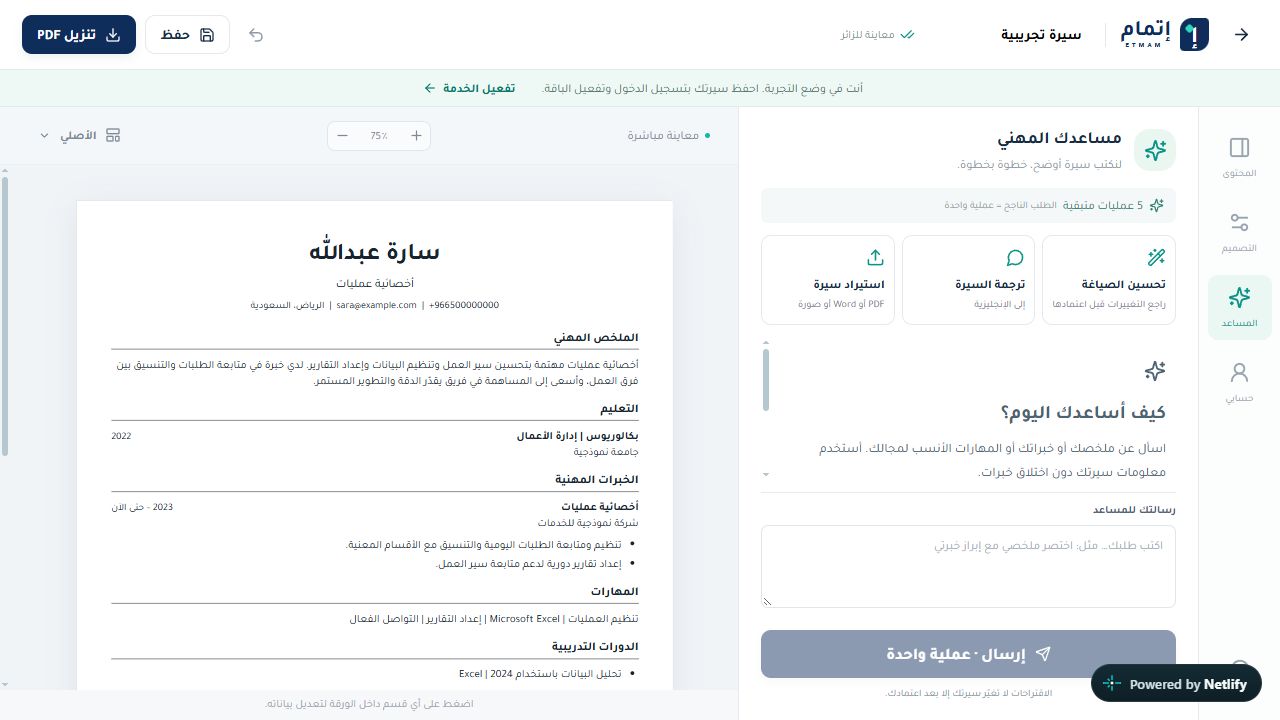 إتمام
ETMAM
سيرة تجريبية
معاينة للزائر
حفظ
تنزيل PDF
أنت في وضع التجربة. احفظ سيرتك بتسجيل الدخول وتفعيل الباقة.
تفعيل الخدمة
المحتوى
التصميم
المساعد
حسابي
مساعدك المهني
لنكتب سيرة أوضح، خطوة بخطوة.
5 عمليات متبقية
الطلب الناجح = عملية واحدة
تحسين الصياغة
راجع التغييرات قبل اعتمادها
ترجمة السيرة
إلى الإنجليزية
استيراد سيرة
PDF أو Word أو صورة
كيف أساعدك اليوم؟
اسأل عن ملخصك أو خبراتك أو المهارات الأنسب لمجالك. أستخدم
معلومات سيرتك دون اختلاق خبرات.
رسالتك للمساعد
اكتب طلبك… مثل: اختصر ملخصي مع إبراز خبرتي
إرسال · عملية واحدة
الاقتراحات لا تغيّر سيرتك إلا بعد اعتمادك.
Powered by Netlify
معاينة مباشرة
75٪
الأصلي
سارة عبدالله
أخصائية عمليات
+966500000000 | sara@example.com | الرياض، السعودية
الملخص المهني
أخصائية عمليات مهتمة بتحسين سير العمل وتنظيم البيانات وإعداد التقارير. لدي خبرة في متابعة الطلبات والتنسيق بين
فرق العمل، وأسعى إلى المساهمة في فريق يقدّر الدقة والتطوير المستمر.
التعليم
بكالوريوس | إدارة الأعمال
2022
جامعة نموذجية
الخبرات المهنية
أخصائية عمليات
2023 - حتى الآن
شركة نموذجية للخدمات
• تنظيم ومتابعة الطلبات اليومية والتنسيق مع الأقسام المعنية.
• إعداد تقارير دورية لدعم متابعة سير العمل.
المهارات
تنظيم العمليات | Microsoft Excel | إعداد التقارير | التواصل الفعال
الدورات التدريبية
• تحليل البيانات باستخدام Excel | 2024
اضغط على أي قسم داخل الورقة لتعديل بياناته.